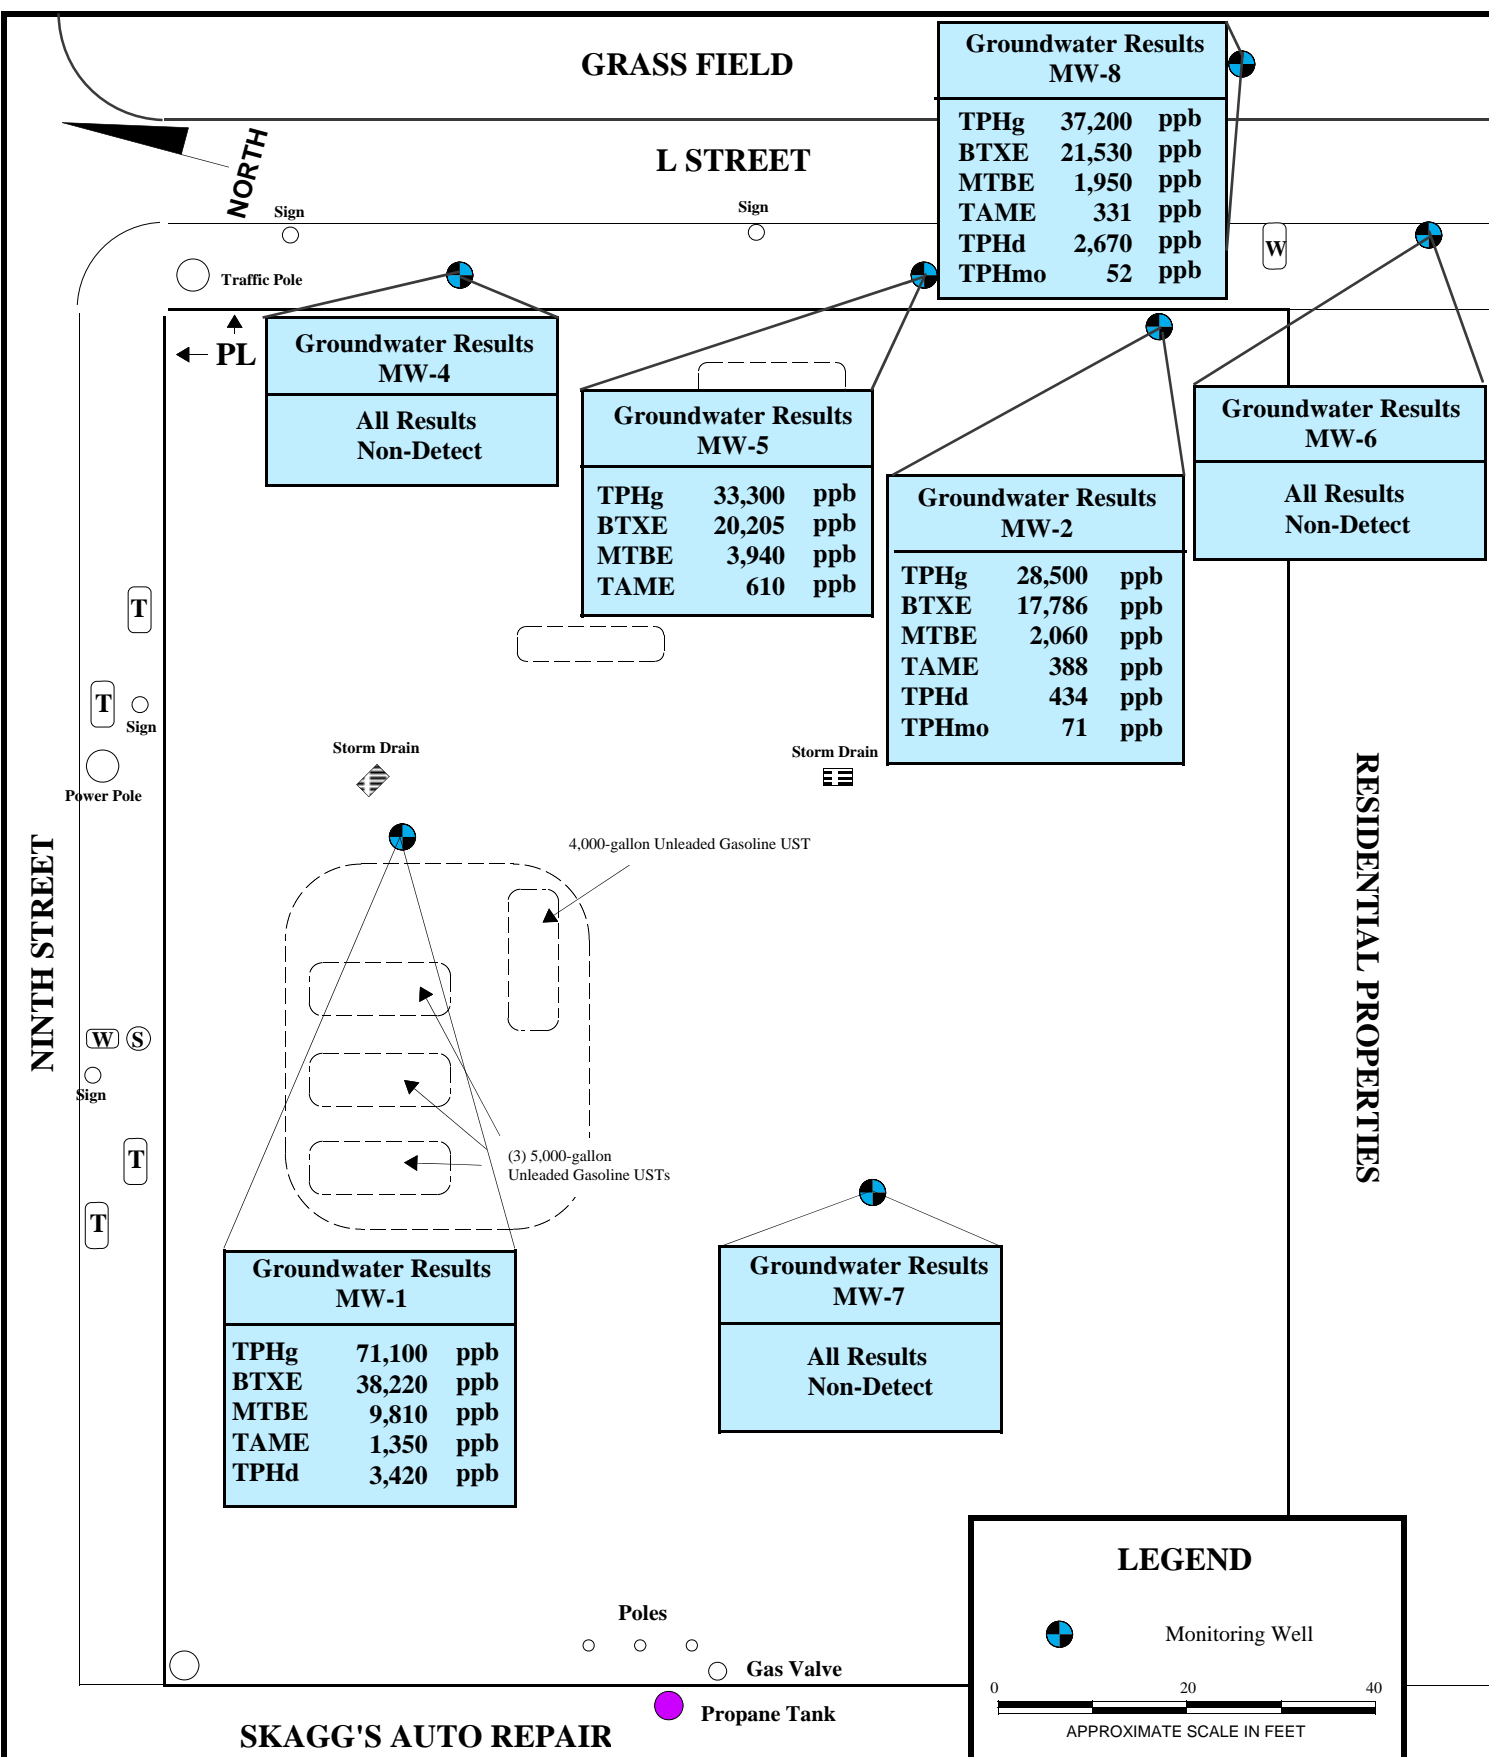 GRASS FIELD
L STREET
NORTH
Sign
Sign
Traffic Pole
PL
W
Groundwater Results
MW-8
TPHg 37,200 ppb
BTXE 21,530 ppb
MTBE 1,950 ppb
TAME 331 ppb
TPHd 2,670 ppb
TPHmo 52 ppb
Groundwater Results
MW-4
All Results
Non-Detect
Groundwater Results
MW-5
TPHg 33,300 ppb
BTXE 20,205 ppb
MTBE 3,940 ppb
TAME 610 ppb
Groundwater Results
MW-2
TPHg 28,500 ppb
BTXE 17,786 ppb
MTBE 2,060 ppb
TAME 388 ppb
TPHd 434 ppb
TPHmo 71 ppb
Groundwater Results
MW-6
All Results
Non-Detect
T
T
Sign
Power Pole
Storm Drain
Storm Drain
4,000-gallon Unleaded Gasoline UST
NINTH STREET
RESIDENTIAL PROPERTIES
W S
Sign
T
T
(3) 5,000-gallon
Unleaded Gasoline USTs
Groundwater Results
MW-1
TPHg 71,100 ppb
BTXE 38,220 ppb
MTBE 9,810 ppb
TAME 1,350 ppb
TPHd 3,420 ppb
Groundwater Results
MW-7
All Results
Non-Detect
Poles
Gas Valve
Propane Tank
SKAGG'S AUTO REPAIR
LEGEND
Monitoring Well
0 20 40
APPROXIMATE SCALE IN FEET